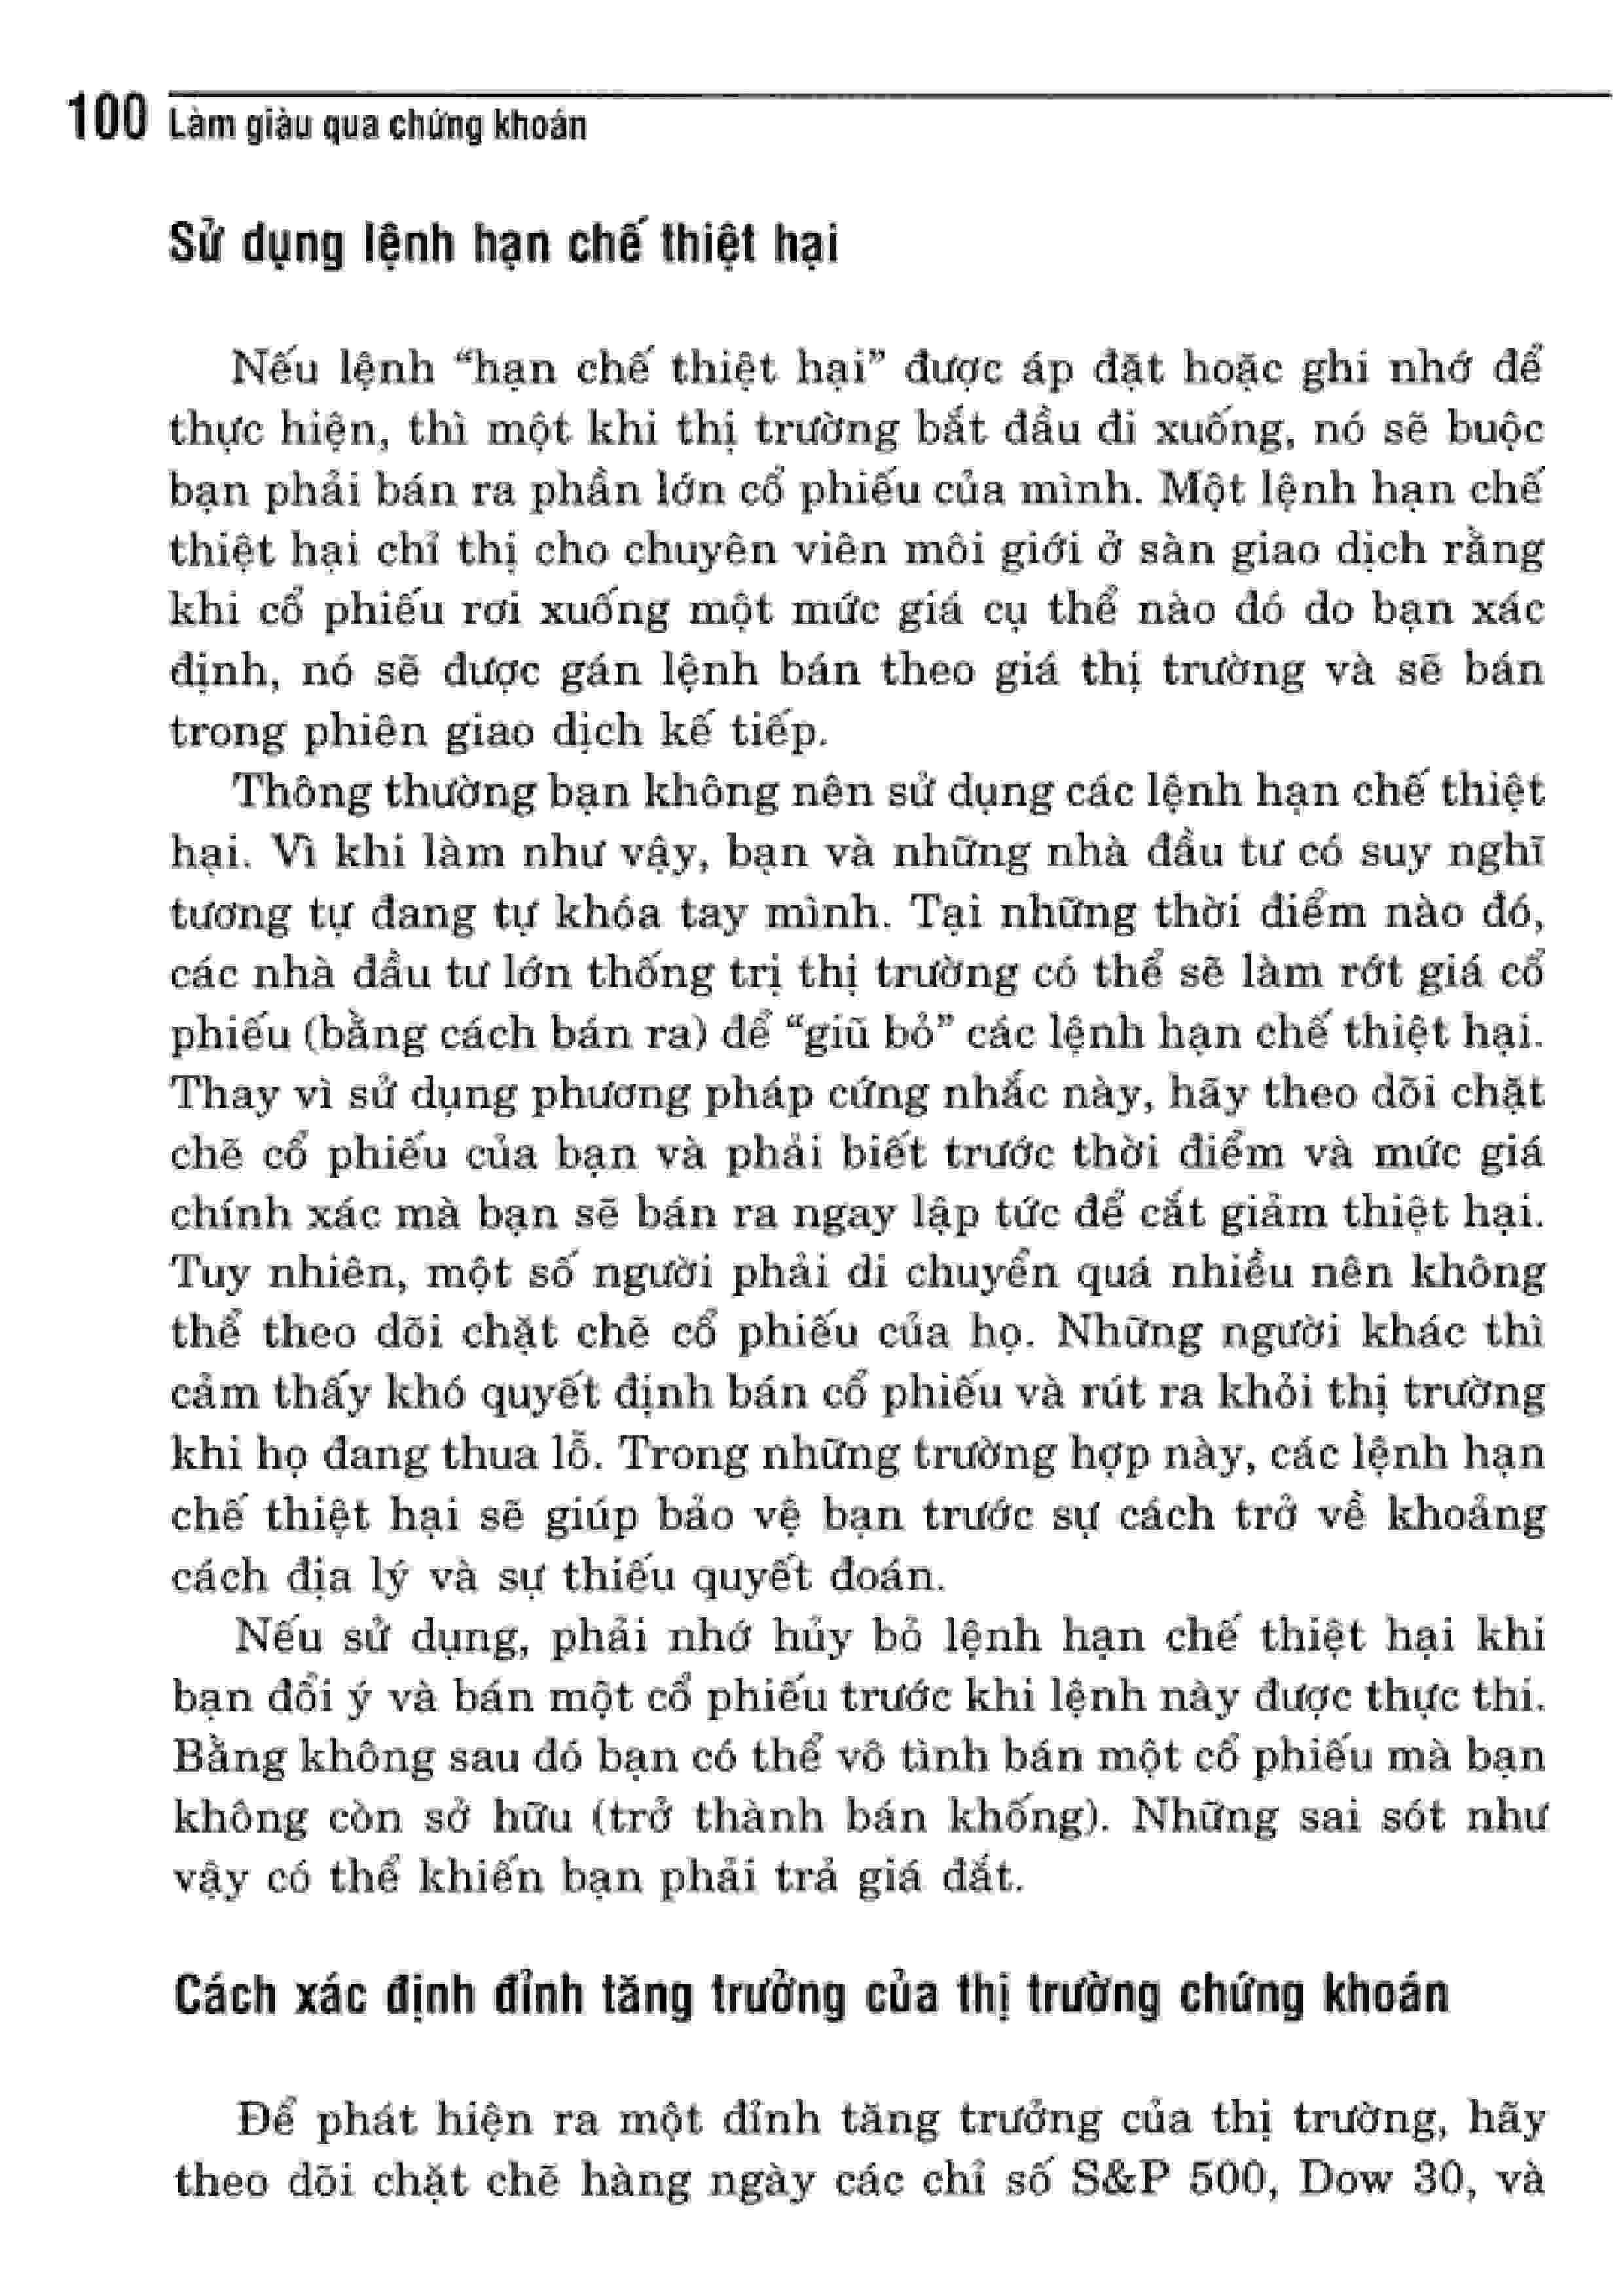 100 Làm giàu qua chứng khoán
Sử dụng lệnh hạn chế thiệt hại
Nếu lệnh “hạn chế thiệt hại” được áp đặt hoặc ghi nhớ để
thực hiện, thì một khi thị trường bắt đầu đi xuống, nó sẽ buộc
bạn phải bán ra phần lớn cổ phiếu của mình. Một lệnh hạn chế
thiệt hại chỉ thị cho chuyên viên môi giới ở sàn giao dịch rằng
khi cổ phiếu rơi xuống một mức giá cụ thể nào đó do bạn xác
định, nó sẽ được gán lệnh bán theo giá thị trường và sẽ bán
trong phiên giao dịch kế tiếp.
Thông thường bạn không nên sử dụng các lệnh hạn chế thiệt
hại. Vì khi làm như vậy, bạn và những nhà đầu tư có suy nghĩ
tương tự đang tự khóa tay mình. Tại những thời điểm nào đó,
các nhà đầu tư lớn thống trị thị trường có thể sẽ làm rớt giá cổ
phiếu (bằng cách bán ra) để “giũ bỏ” các lệnh hạn chế thiệt hại.
Thay vì sử dụng phương pháp cứng nhắc này, hãy theo dõi chặt
chẽ cổ phiếu của bạn và phải biết trước thời điểm và mức giá
chính xác mà bạn sẽ bán ra ngay lập tức để cắt giảm thiệt hại.
Tuy nhiên, một số người phải di chuyển quá nhiều nên không
thể theo dõi chặt chẽ cổ phiếu của họ. Những người khác thì
cảm thấy khó quyết định bán cổ phiếu và rút ra khỏi thị trường
khi họ đang thua lỗ. Trong những trường hợp này, các lệnh hạn
chế thiệt hại sẽ giúp bảo vệ bạn trước sự cách trở về khoảng
cách địa lý và sự thiếu quyết đoán.
Nếu sử dụng, phải nhớ hủy bỏ lệnh hạn chế thiệt hại khi
bạn đổi ý và bán một cổ phiếu trước khi lệnh này được thực thi.
Bằng không sau đó bạn có thể vô tình bán một cổ phiếu mà bạn
không còn sở hữu (trở thành bán khống). Những sai sót như
vậy có thể khiến bạn phải trả giá đắt.
Cách xác định đỉnh tăng trưởng của thị trường chứng khoán
Để phát hiện ra một đỉnh tăng trưởng của thị trường, hãy
theo dõi chặt chẽ hàng ngày các chỉ số S&P 500, Dow 30, và